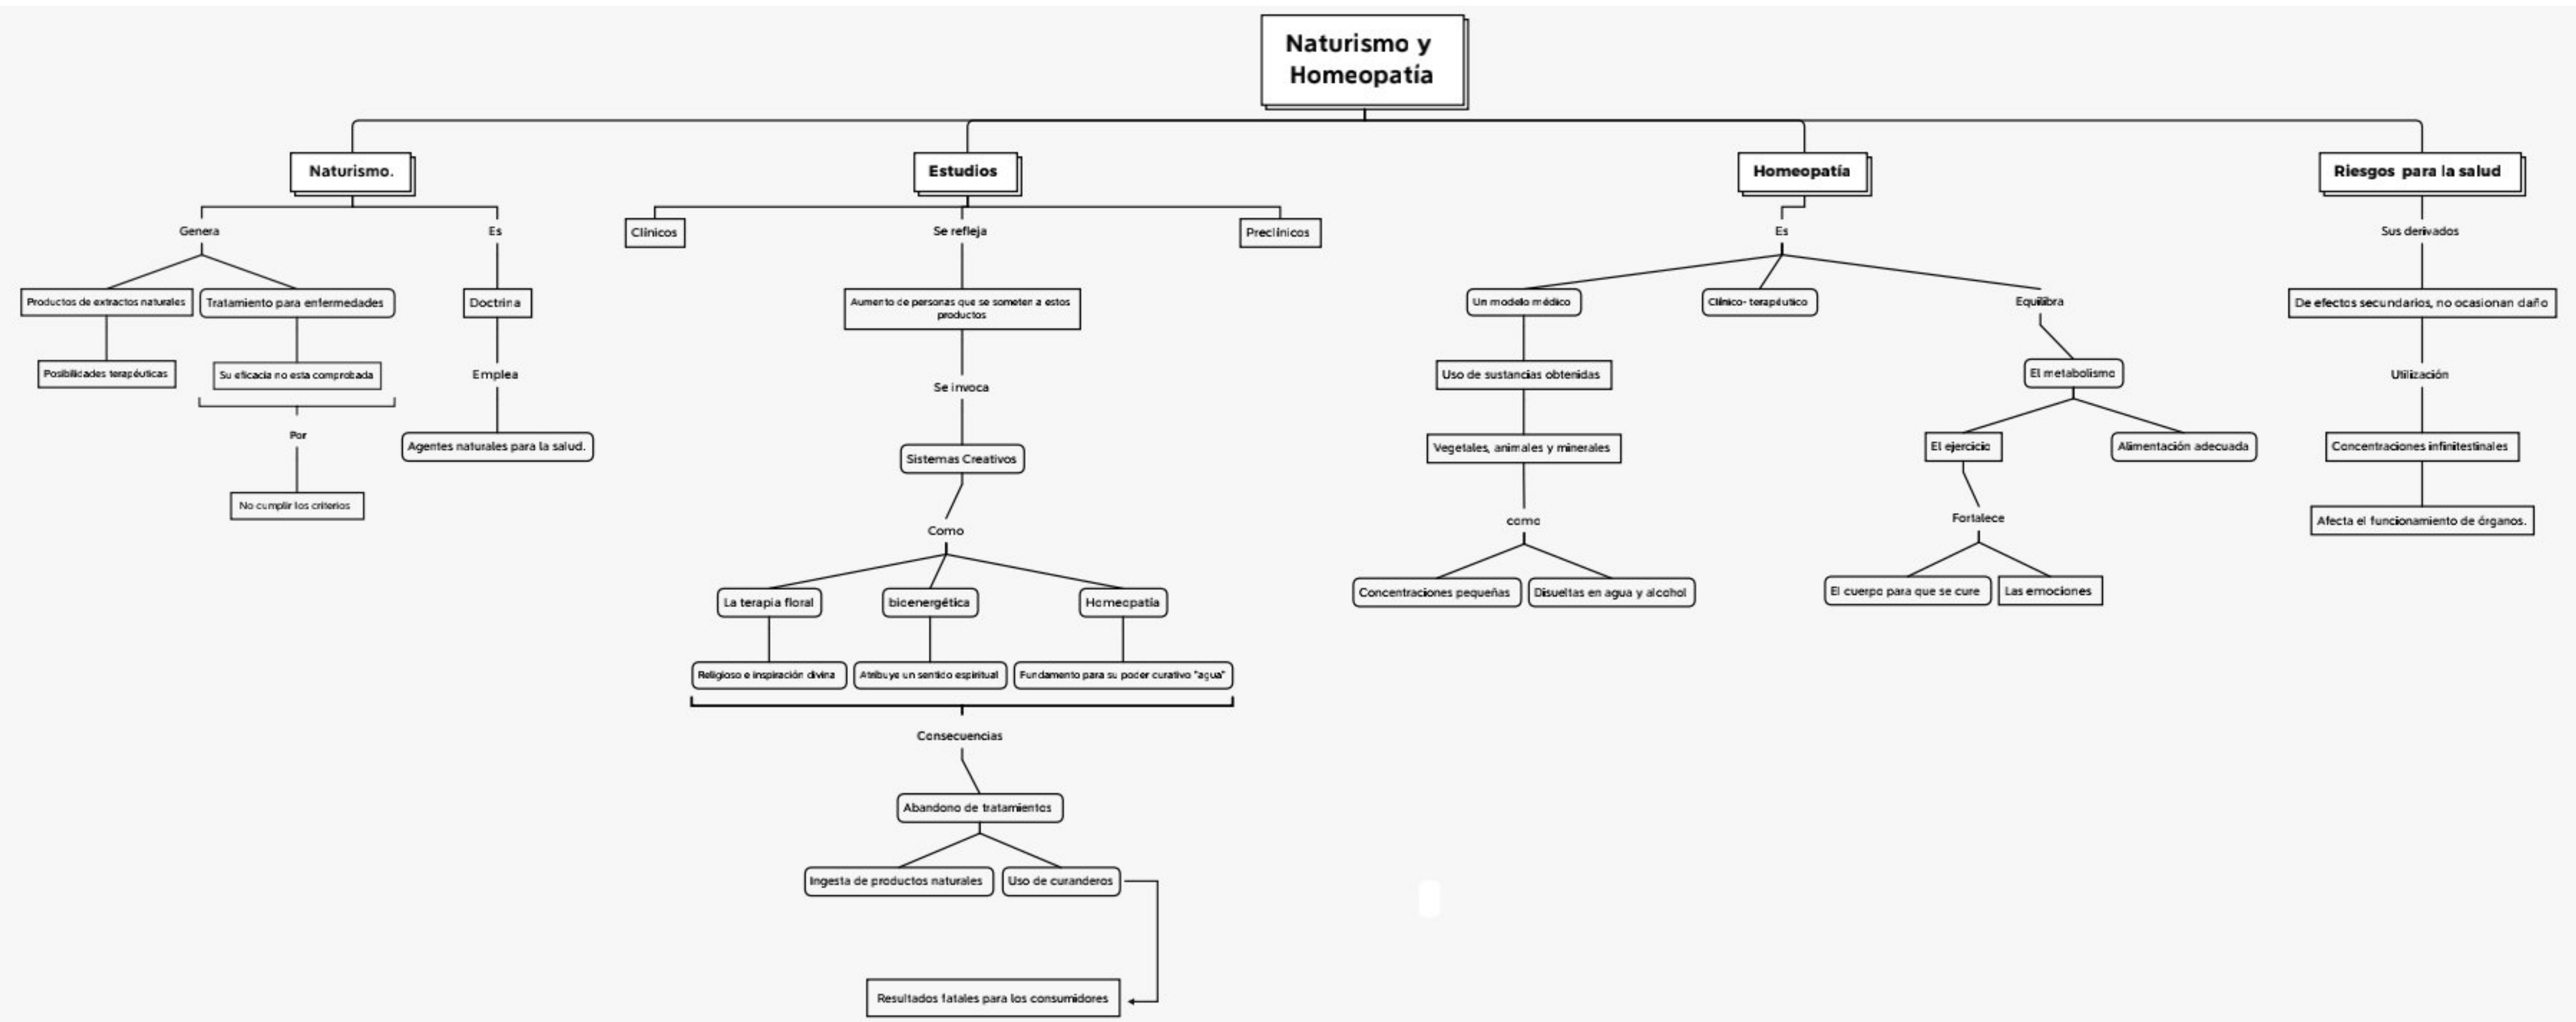 Naturismo y
Homeopatía
Naturismo.
Estudios
Homeopatía
Riesgos para la salud
Genera
Es
Clínicos
Se refleja
Preclínicos
Es
Sus derivados
Productos de extractos naturales
Tratamiento para enfermedades
Doctrina
Aumento de personas que se someten a estos
productos
Un modelo médico
Clínico- terapéutico
Equilibra
De efectos secundarios, no ocasionan daño
Posibilidades terapéuticas
Su eficacia no esta comprobada
Emplea
Se invoca
Uso de sustancias obtenidas
El metabolismo
Utilización
Por
Agentes naturales para la salud.
Sistemas Creativos
Vegetales, animales y minerales
El ejercicio
Alimentación adecuada
Concentraciones infinitestinales
No cumplir los criterios
Como
como
Fortalece
Afecta el funcionamiento de órganos.
La terapia floral
bioenergética
Homeopatía
Concentraciones pequeñas
Disueltas en agua y alcohol
El cuerpo para que se cure
Las emociones
Religioso e inspiración divina
Atribuye un sentido espiritual
Fundamento para su poder curativo "agua"
Consecuencias
Abandono de tratamientos
Ingesta de productos naturales
Uso de curanderos
Resultados fatales para los consumidores